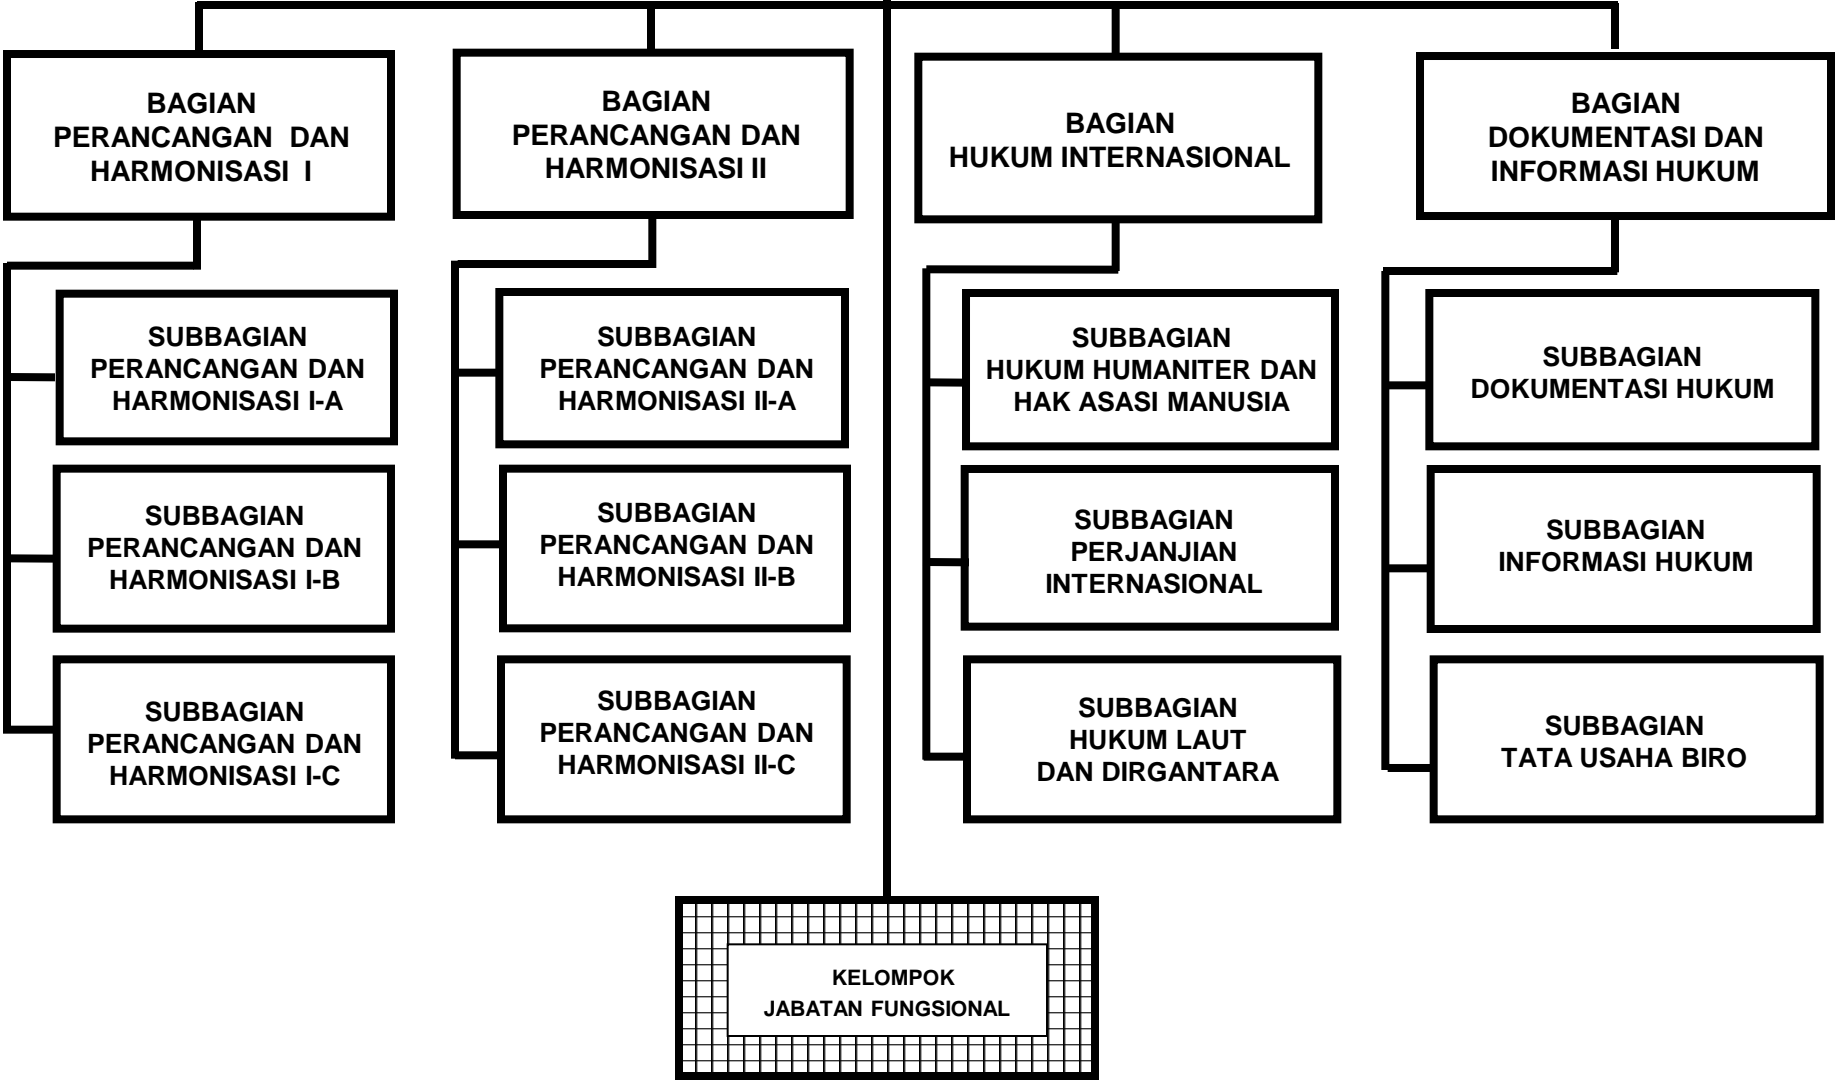 BAGIAN
PERANCANGAN DAN
HARMONISASI I
BAGIAN
PERANCANGAN DAN
HARMONISASI II
BAGIAN
HUKUM INTERNASIONAL
BAGIAN
DOKUMENTASI DAN
INFORMASI HUKUM
SUBBAGIAN
PERANCANGAN DAN
HARMONISASI I-A
SUBBAGIAN
PERANCANGAN DAN
HARMONISASI II-A
SUBBAGIAN
HUKUM HUMANITER DAN
HAK ASASI MANUSIA
SUBBAGIAN
DOKUMENTASI HUKUM
SUBBAGIAN
PERANCANGAN DAN
HARMONISASI I-B
SUBBAGIAN
PERANCANGAN DAN
HARMONISASI II-B
SUBBAGIAN
PERJANJIAN
INTERNASIONAL
SUBBAGIAN
INFORMASI HUKUM
SUBBAGIAN
PERANCANGAN DAN
HARMONISASI I-C
SUBBAGIAN
PERANCANGAN DAN
HARMONISASI II-C
SUBBAGIAN
HUKUM LAUT
DAN DIRGANTARA
SUBBAGIAN
TATA USAHA BIRO
KELOMPOK
JABATAN FUNGSIONAL